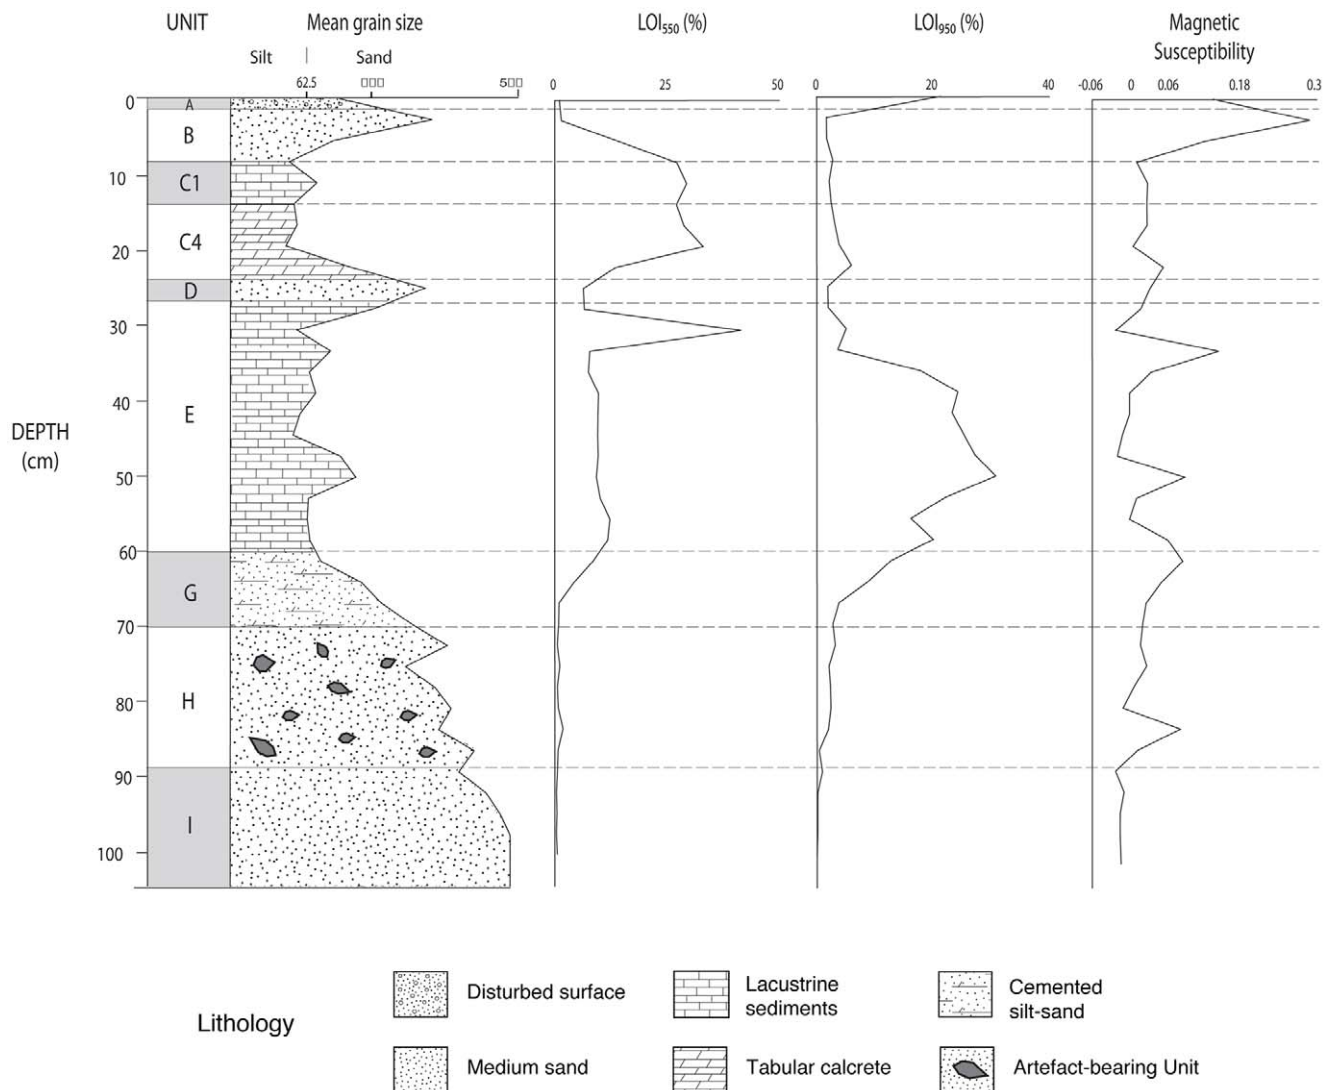 UNIT Mean grain size LOI550 (%) LOI950 (%) Magnetic Susceptibility
Silt | Sand
62.5 □□□ 5□□
0 25 50
0 20 40
-0.06 0 0.06 0.18 0.3
DEPTH
(cm)
0
10
20
30
40
50
60
70
80
90
100
A
B
C1
C4
D
E
G
H
I
Lithology
Disturbed surface
Lacustrine
sediments
Cemented
silt-sand
Medium sand
Tabular calcrete
Artefact-bearing Unit